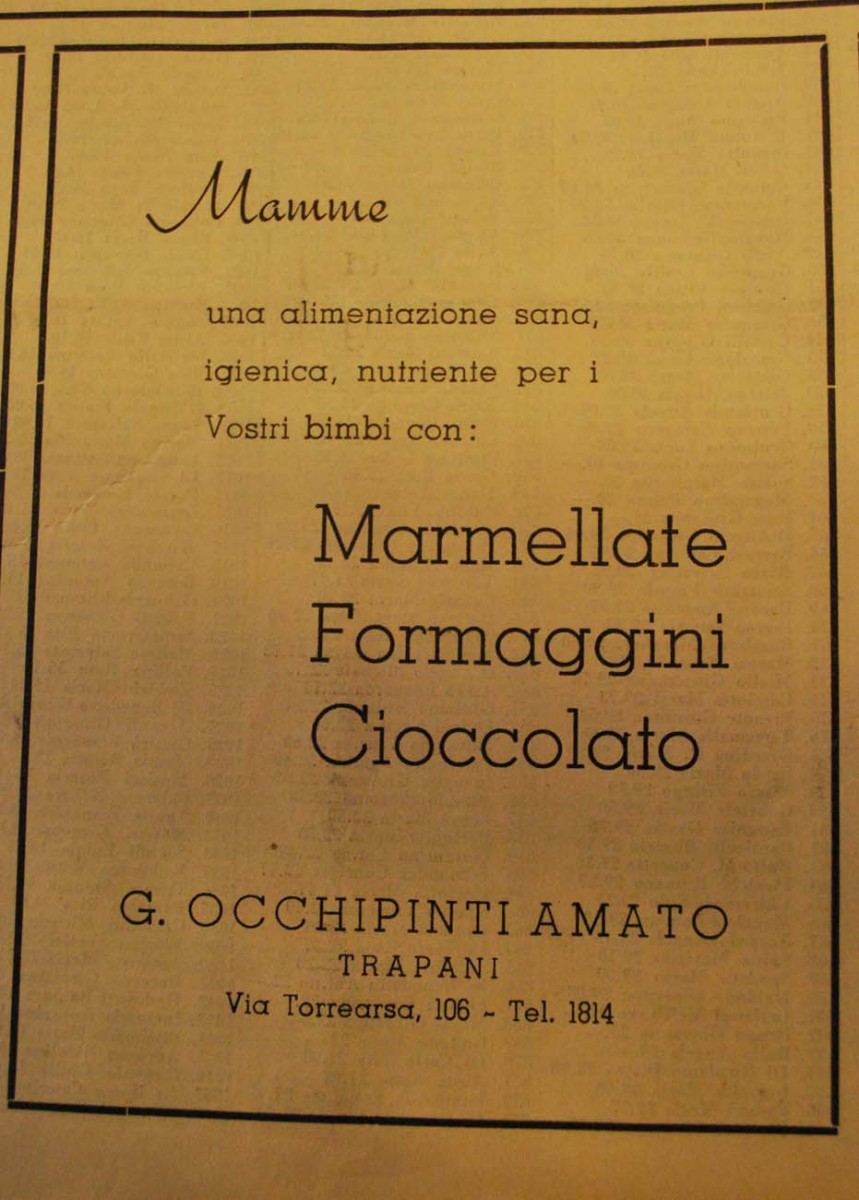 Mamme
una alimentazione sana,
igienica, nutriente per i
Vostri bimbi con:
Marmellate
Formaggini
Cioccolato
G. OCCHIPINTI AMATO
TRAPANI
Via Torrearsa, 106 - Tel. 1814